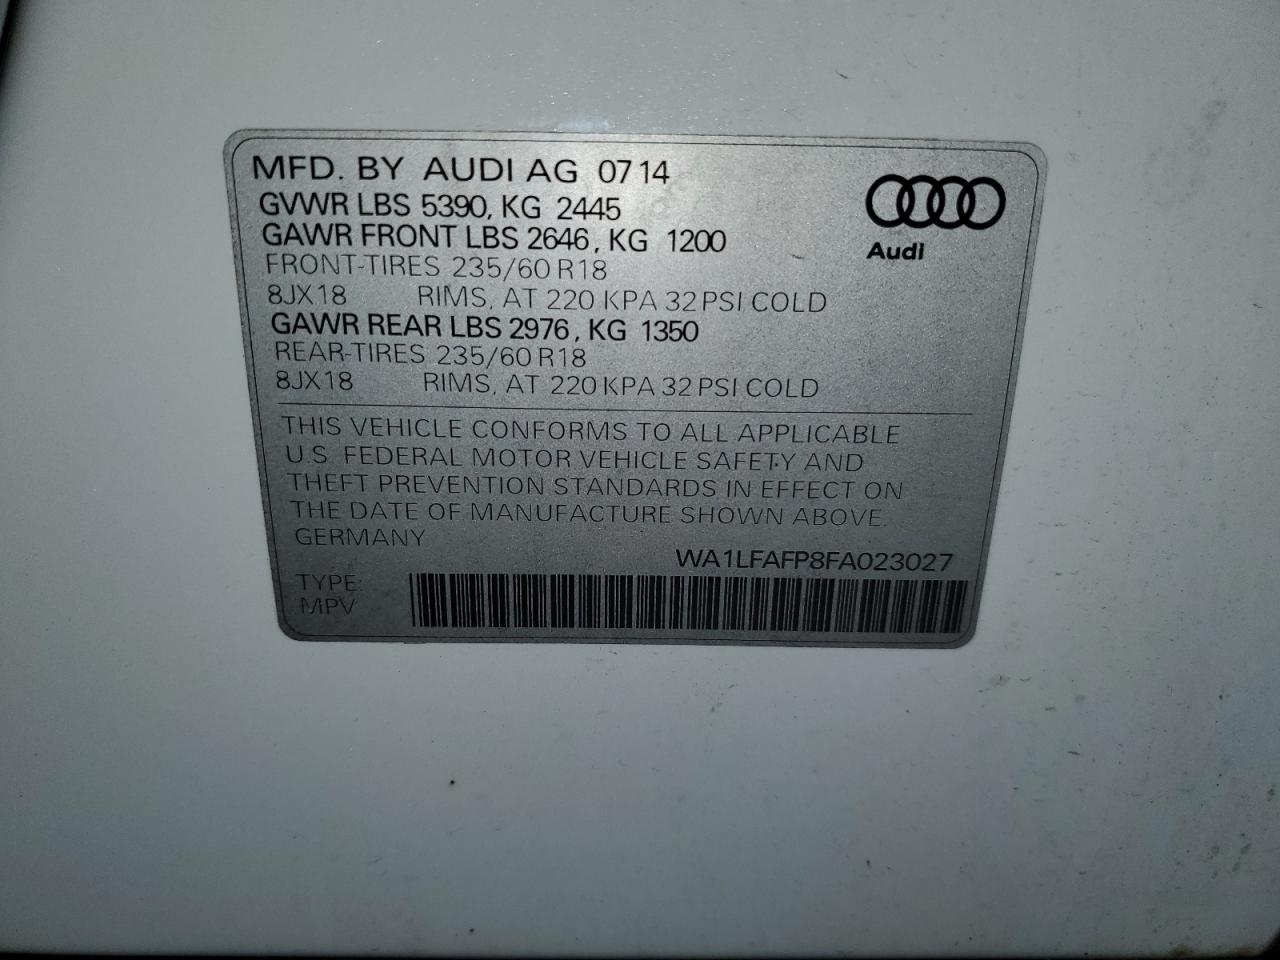 MFD. BY AUDI AG 0714
GVWR LBS 5390, KG 2445
GAWR FRONT LBS 2646, KG 1200
FRONT-TIRES 235/60 R18
8JX18 RIMS, AT 220 KPA 32 PSI COLD
GAWR REAR LBS 2976, KG 1350
REAR-TIRES 235/60 R18
8JX18 RIMS, AT 220 KPA 32 PSI COLD
Audi
THIS VEHICLE CONFORMS TO ALL APPLICABLE
U.S. FEDERAL MOTOR VEHICLE SAFETY AND
THEFT PREVENTION STANDARDS IN EFFECT ON
THE DATE OF MANUFACTURE SHOWN ABOVE.
GERMANY
WA1LFAFP8FA023027
TYPE:
MPV